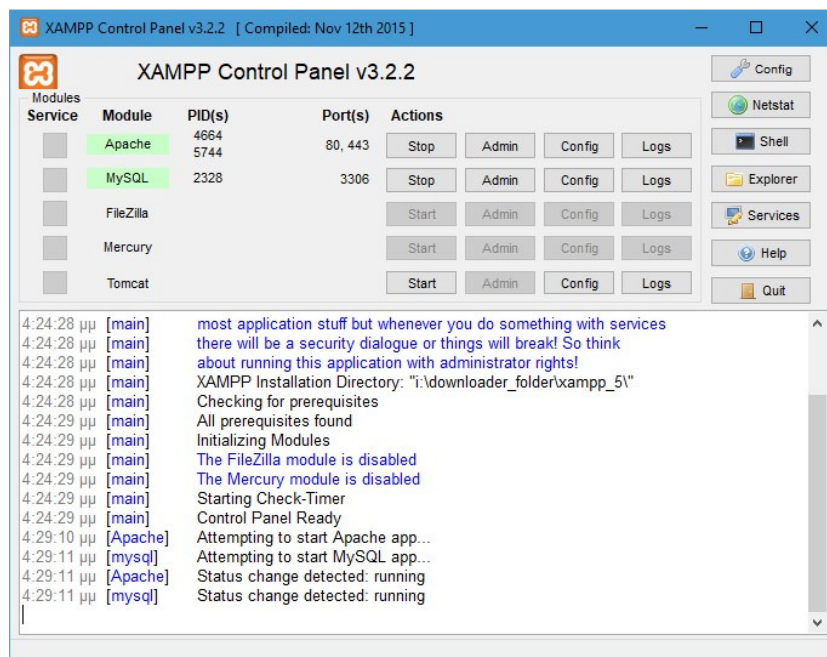 XAMPP Control Panel v3.2.2 [ Compiled: Nov 12th 2015 ]
XAMPP Control Panel v3.2.2
Config
Modules
Service Module PID(s) Port(s) Actions
Netstat
Apache 4664 5744 80, 443 Stop Admin Config Logs
Shell
MySQL 2328 3306 Stop Admin Config Logs
Explorer
FileZilla Start Admin Config Logs
Services
Mercury Start Admin Config Logs
Help
Tomcat Start Admin Config Logs
Quit
4:24:28 μμ [main] most application stuff but whenever you do something with services
4:24:28 μμ [main] there will be a security dialogue or things will break! So think
4:24:28 μμ [main] about running this application with administrator rights!
4:24:28 μμ [main] XAMPP Installation Directory: "i:\downloader_folder\xampp_5\"
4:24:28 μμ [main] Checking for prerequisites
4:24:29 μμ [main] All prerequisites found
4:24:29 μμ [main] Initializing Modules
4:24:29 μμ [main] The FileZilla module is disabled
4:24:29 μμ [main] The Mercury module is disabled
4:24:29 μμ [main] Starting Check-Timer
4:24:29 μμ [main] Control Panel Ready
4:29:10 μμ [Apache] Attempting to start Apache app...
4:29:11 μμ [mysql] Attempting to start MySQL app...
4:29:11 μμ [Apache] Status change detected: running
4:29:11 μμ [mysql] Status change detected: running